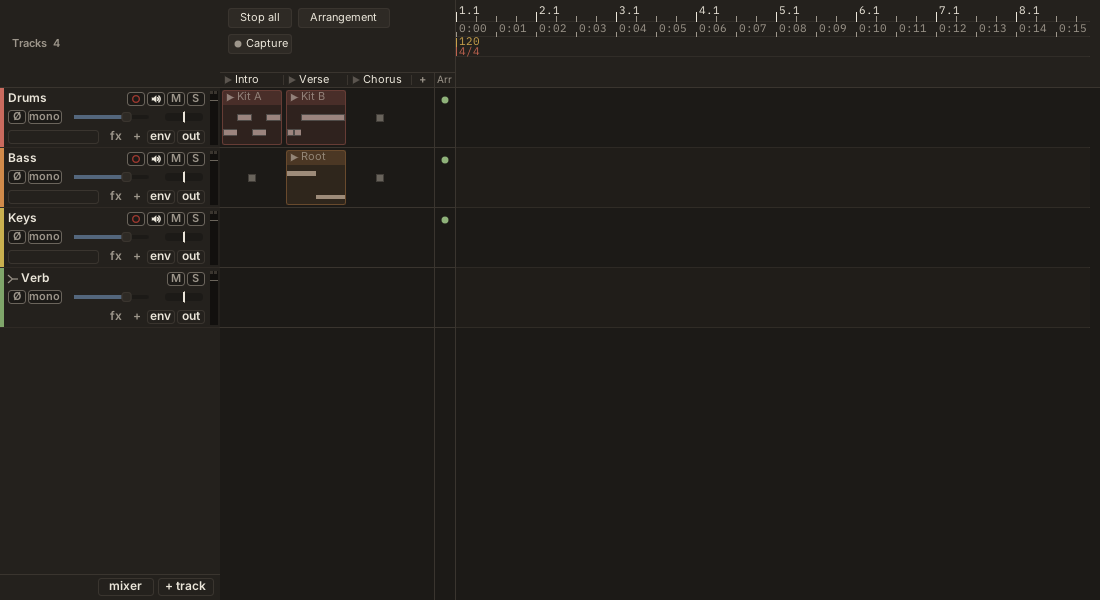 Stop all Arrangement
Tracks 4
Capture
1.1 2.1 3.1 4.1 5.1 6.1 7.1 8.1
0:00 0:01 0:02 0:03 0:04 0:05 0:06 0:07 0:08 0:09 0:10 0:11 0:12 0:13 0:14 0:15
120
4/4
Intro Verse Chorus + Arr
Drums M S
Ø mono
fx + env out
Kit A Kit B
Bass M S
Ø mono
fx + env out
Root
Keys M S
Ø mono
fx + env out
Verb M S
Ø mono
fx + env out
mixer + track